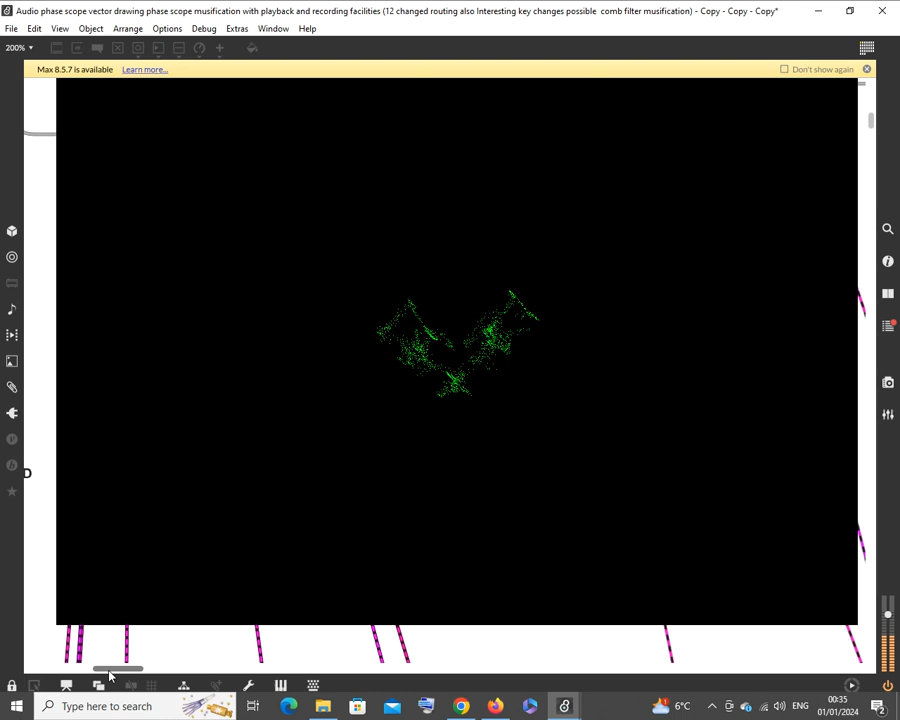 Audio phase scope vector drawing phase scope musification with playback and recording facilities (12 changed routing also Interesting key changes possible  comb filter musification) - Copy - Copy - Copy*
File Edit View Object Arrange Options Debug Extras Window Help
200%
Max 8.5.7 is available Learn more... Don't show again
D
Type here to search 6°C ENG 00:35
01/01/2024 2